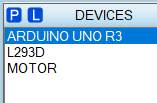 P L DEVICES
ARDUINO UNO R3
L293D
MOTOR